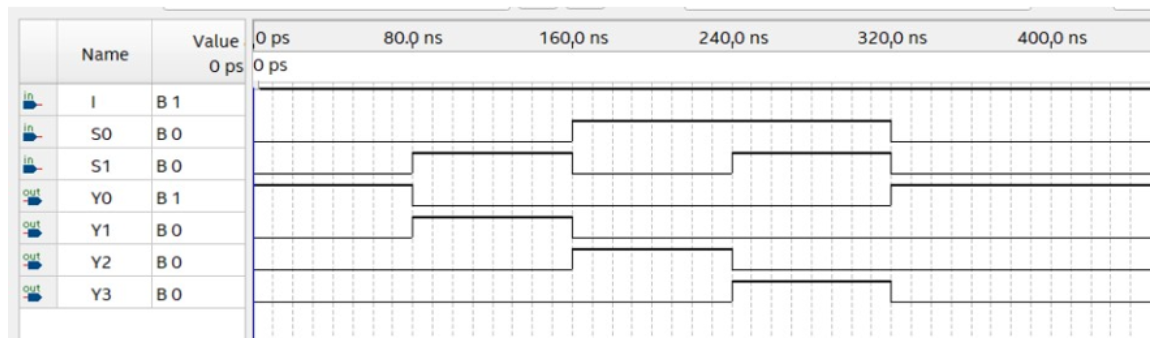 Name
Value
0 ps
0 ps 80.0 ns 160.0 ns 240.0 ns 320.0 ns 400.0 ns
0 ps
in I B 1
in S0 B 0
in S1 B 0
out Y0 B 1
out Y1 B 0
out Y2 B 0
out Y3 B 0